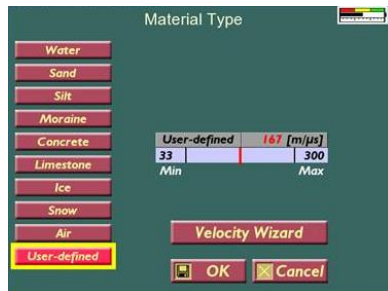 Material Type
Water
Sand
Silt
Moraine
Concrete
Limestone
Ice
Snow
Air
User-defined
User-defined 167 [m/µs]
33 300
Min Max
Velocity Wizard
OK Cancel